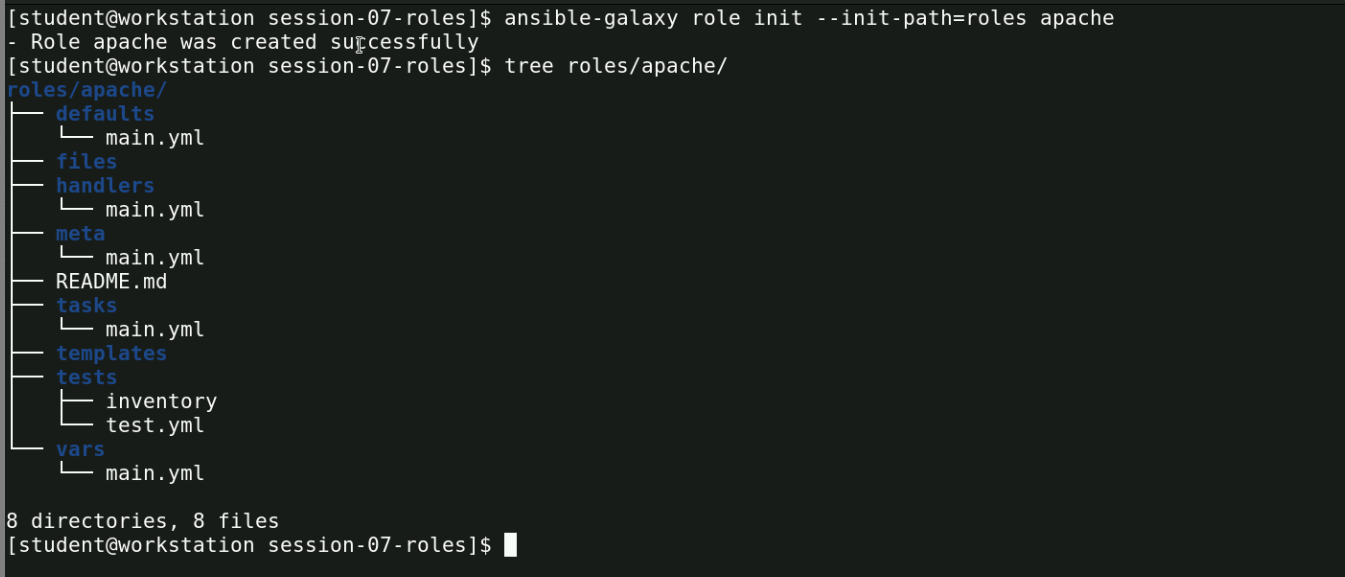 [student@workstation session-07-roles]$ ansible-galaxy role init --init-path=roles apache
- Role apache was created successfully
[student@workstation session-07-roles]$ tree roles/apache/
roles/apache/
├── defaults
│   └── main.yml
├── files
├── handlers
│   └── main.yml
├── meta
│   └── main.yml
├── README.md
├── tasks
│   └── main.yml
├── templates
├── tests
│   ├── inventory
│   └── test.yml
└── vars
    └── main.yml

8 directories, 8 files
[student@workstation session-07-roles]$